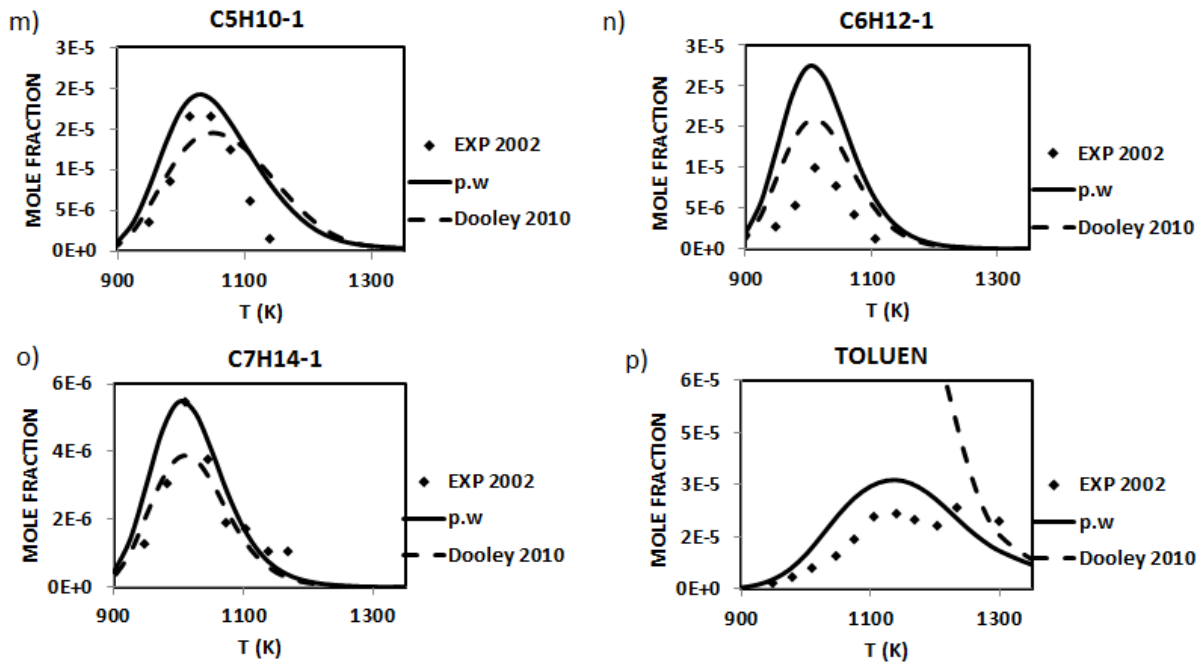 m)
C5H10-1
MOLE FRACTION
3E-5
2E-5
2E-5
1E-5
5E-6
0E+0
900
1100
1300
T (K)
EXP 2002
p.w
Dooley 2010
n)
C6H12-1
MOLE FRACTION
3E-5
2E-5
2E-5
1E-5
5E-6
0E+0
900
1100
1300
T (K)
EXP 2002
p.w
Dooley 2010
o)
C7H14-1
MOLE FRACTION
6E-6
4E-6
2E-6
0E+0
900
1100
1300
T (K)
EXP 2002
p.w
Dooley 2010
p)
TOLUEN
MOLE FRACTION
6E-5
5E-5
3E-5
2E-5
0E+0
900
1100
1300
T (K)
EXP 2002
p.w
Dooley 2010